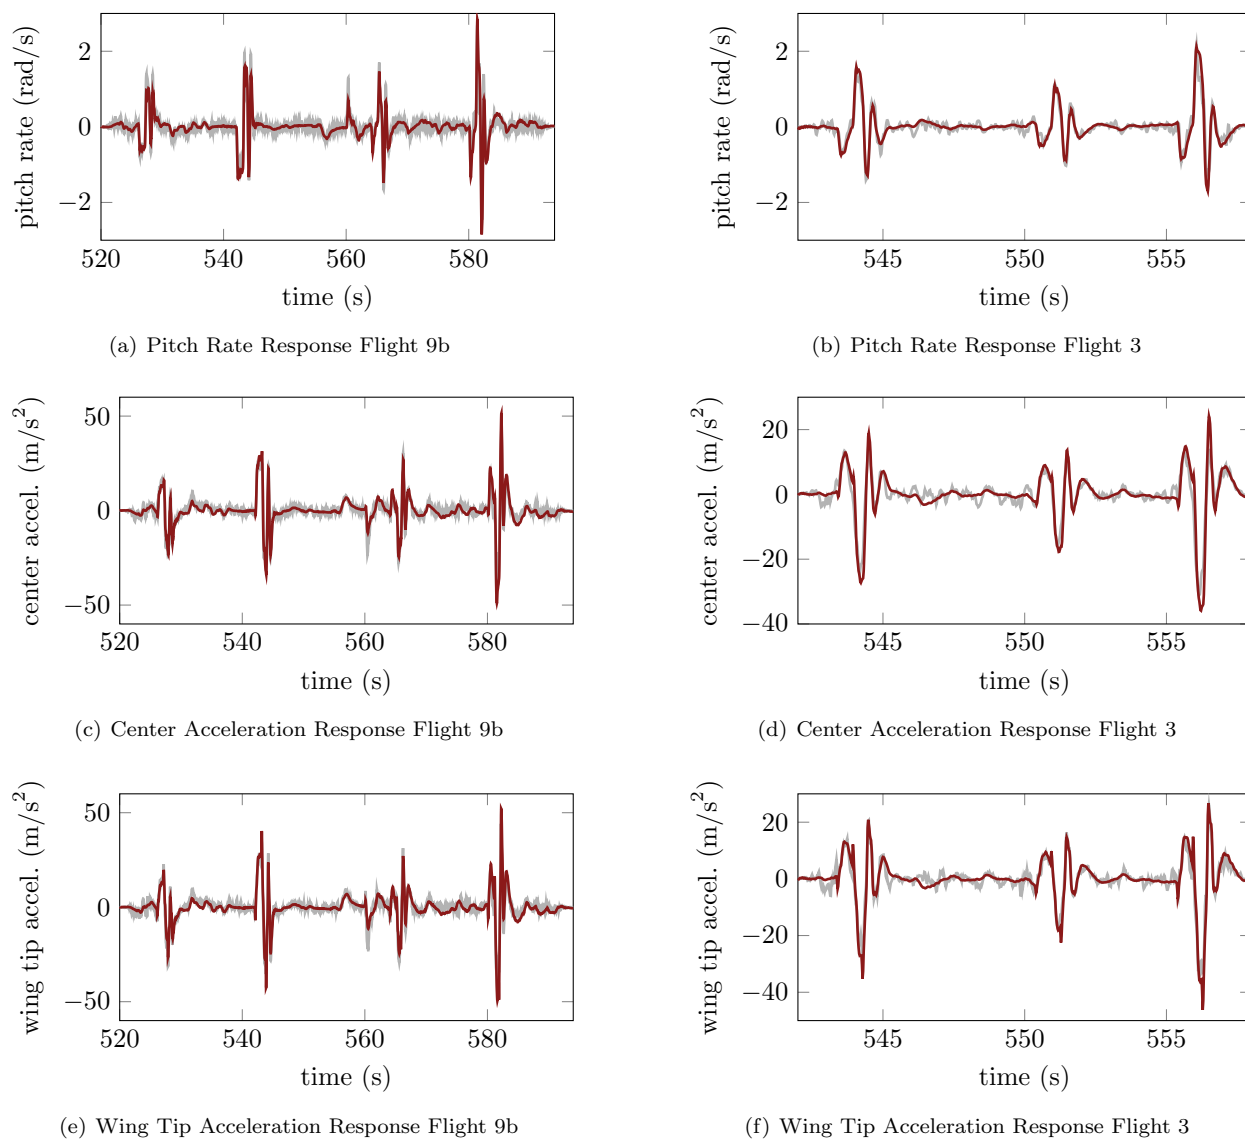 pitch rate (rad/s)
2
0
−2
520
540
560
580
time (s)
(a) Pitch Rate Response Flight 9b
pitch rate (rad/s)
2
0
−2
545
550
555
time (s)
(b) Pitch Rate Response Flight 3
center accel. (m/s²)
50
0
−50
520
540
560
580
time (s)
(c) Center Acceleration Response Flight 9b
center accel. (m/s²)
20
0
−20
−40
545
550
555
time (s)
(d) Center Acceleration Response Flight 3
wing tip accel. (m/s²)
50
0
−50
520
540
560
580
time (s)
(e) Wing Tip Acceleration Response Flight 9b
wing tip accel. (m/s²)
20
0
−20
−40
545
550
555
time (s)
(f) Wing Tip Acceleration Response Flight 3